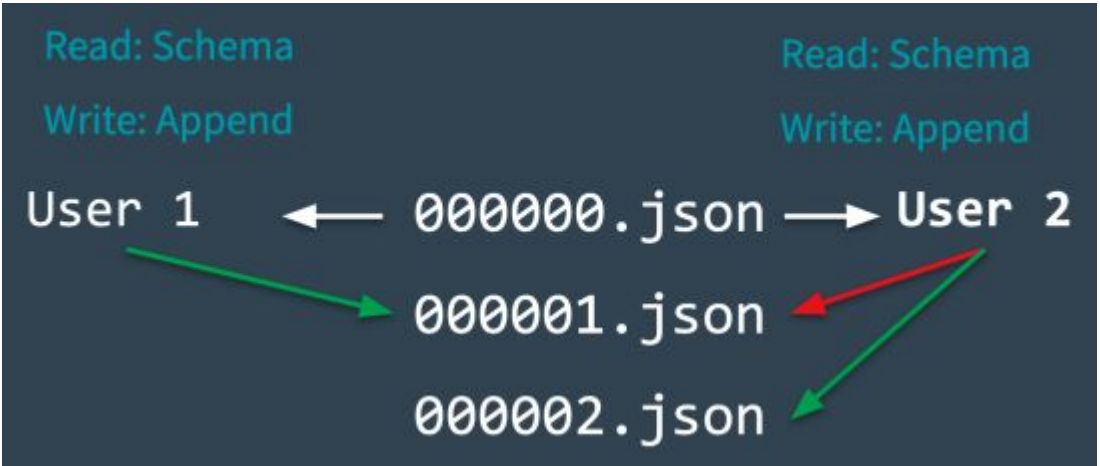 Read: Schema
Write: Append
Read: Schema
Write: Append
User 1
000000.json
User 2
000001.json
000002.json